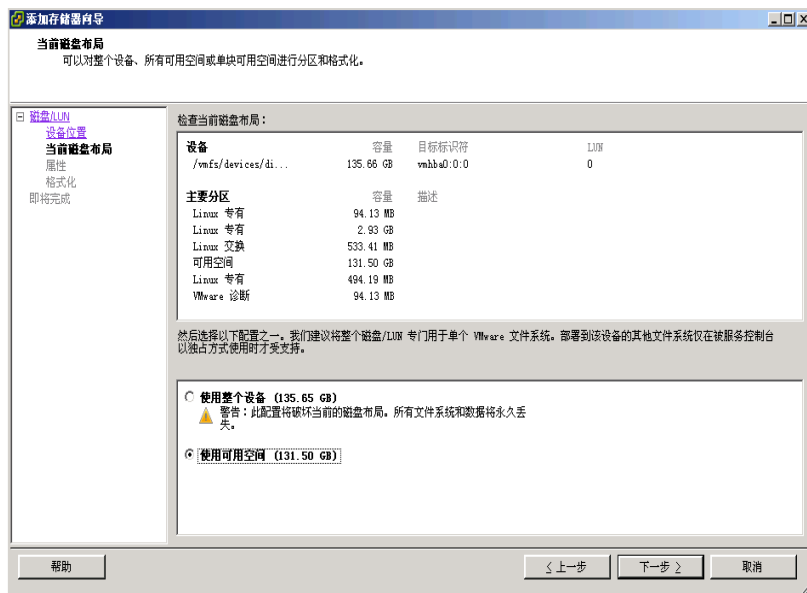 添加存储器向导
当前磁盘布局
可以对整个设备、所有可用空间或单块可用空间进行分区和格式化。
磁盘/LUN
设备位置
当前磁盘布局
属性
格式化
即将完成
检查当前磁盘布局：
设备 容量 目标标识符 LUN
/vmfs/devices/di... 135.66 GB vmhba0:0:0 0
主要分区 容量 描述
Linux 专有 94.13 MB
Linux 专有 2.93 GB
Linux 交换 533.41 MB
可用空间 131.50 GB
Linux 专有 494.19 MB
VMware 诊断 94.13 MB
然后选择以下配置之一。我们建议将整个磁盘/LUN 专门用于单个 VMware 文件系统。部署到该设备的其他文件系统仅在被服务控制台
以独占方式使用时才受支持。
使用整个设备 (135.65 GB)
警告：此配置将破坏当前的磁盘布局。所有文件系统和数据将永久丢
失。
使用可用空间 (131.50 GB)
帮助 ≤上一步 下一步 ≥ 取消